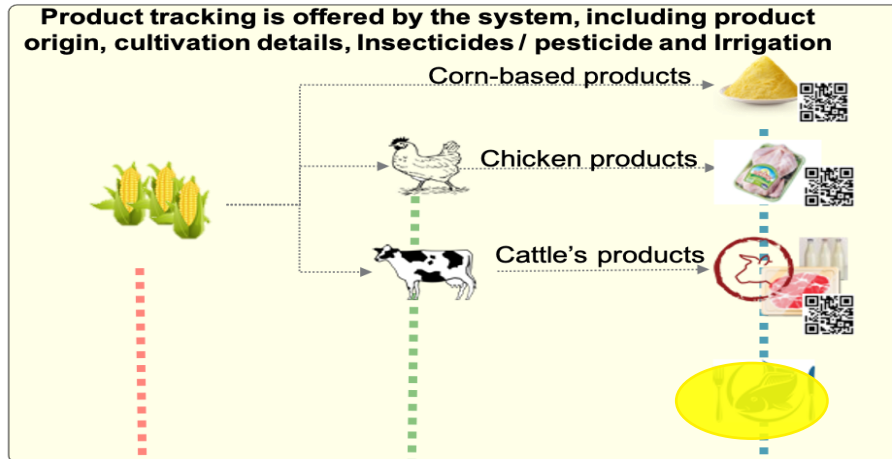 Product tracking is offered by the system, including product
origin, cultivation details, Insecticides / pesticide and Irrigation
Corn-based products
Chicken products
Cattle's products